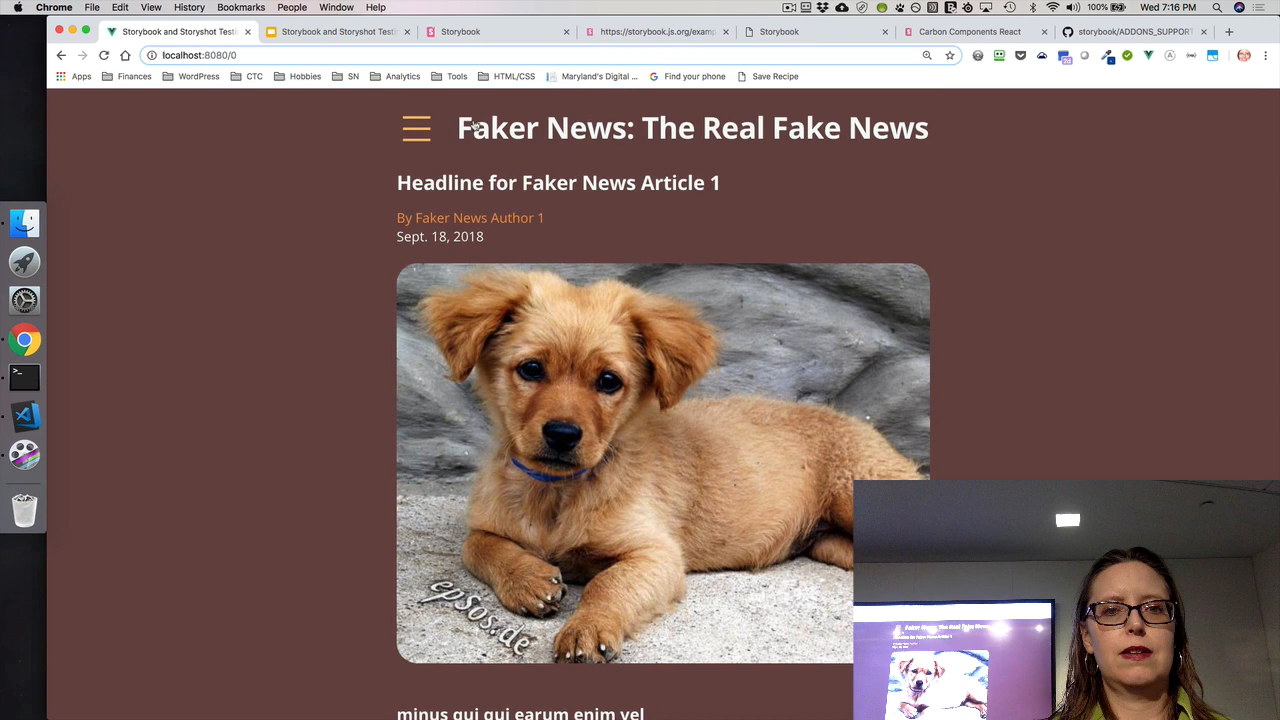 Chrome File Edit View History Bookmarks People Window Help 100% Wed 7:16 PM
Storybook and Storyshot Testi Storybook and Storyshot Testi Storybook https://storybook.js.org/examp Storybook Carbon Components React storybook/ADDONS_SUPPORT
localhost:8080/0
Apps Finances WordPress CTC Hobbies SN Analytics Tools HTML/CSS Maryland's Digital ... Find your phone Save Recipe
Faker News: The Real Fake News
Headline for Faker News Article 1
By Faker News Author 1
Sept. 18, 2018
epSos.de
minus qui qui earum enim vel